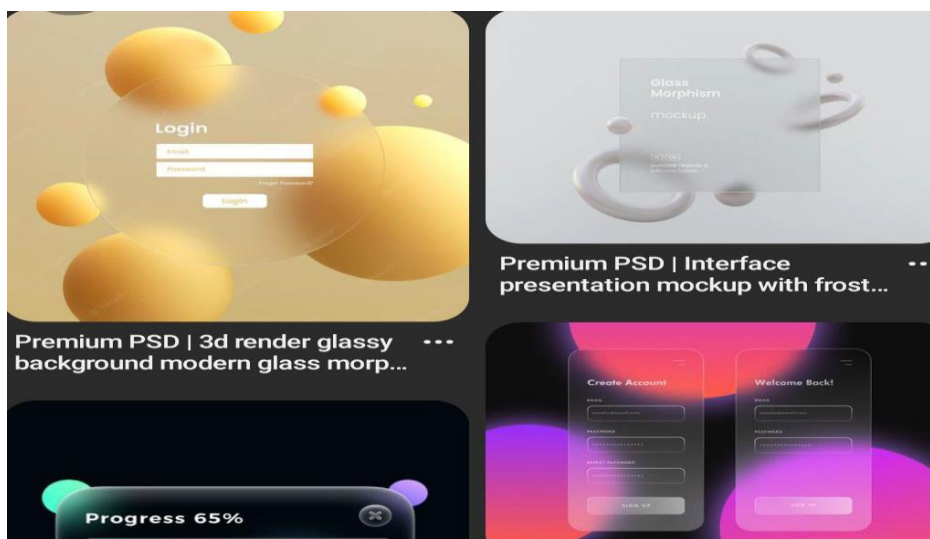 Login
Email
Password
Forget Password?
Login
Premium PSD | 3d render glassy
background modern glass morp...
Progress 65%
Glass
Morphism
mockup.
Premium PSD | Interface
presentation mockup with frost...
Create Account
EMAIL
PASSWORD
REPEAT PASSWORD
SIGN UP
Welcome Back!
EMAIL
PASSWORD
LOG IN